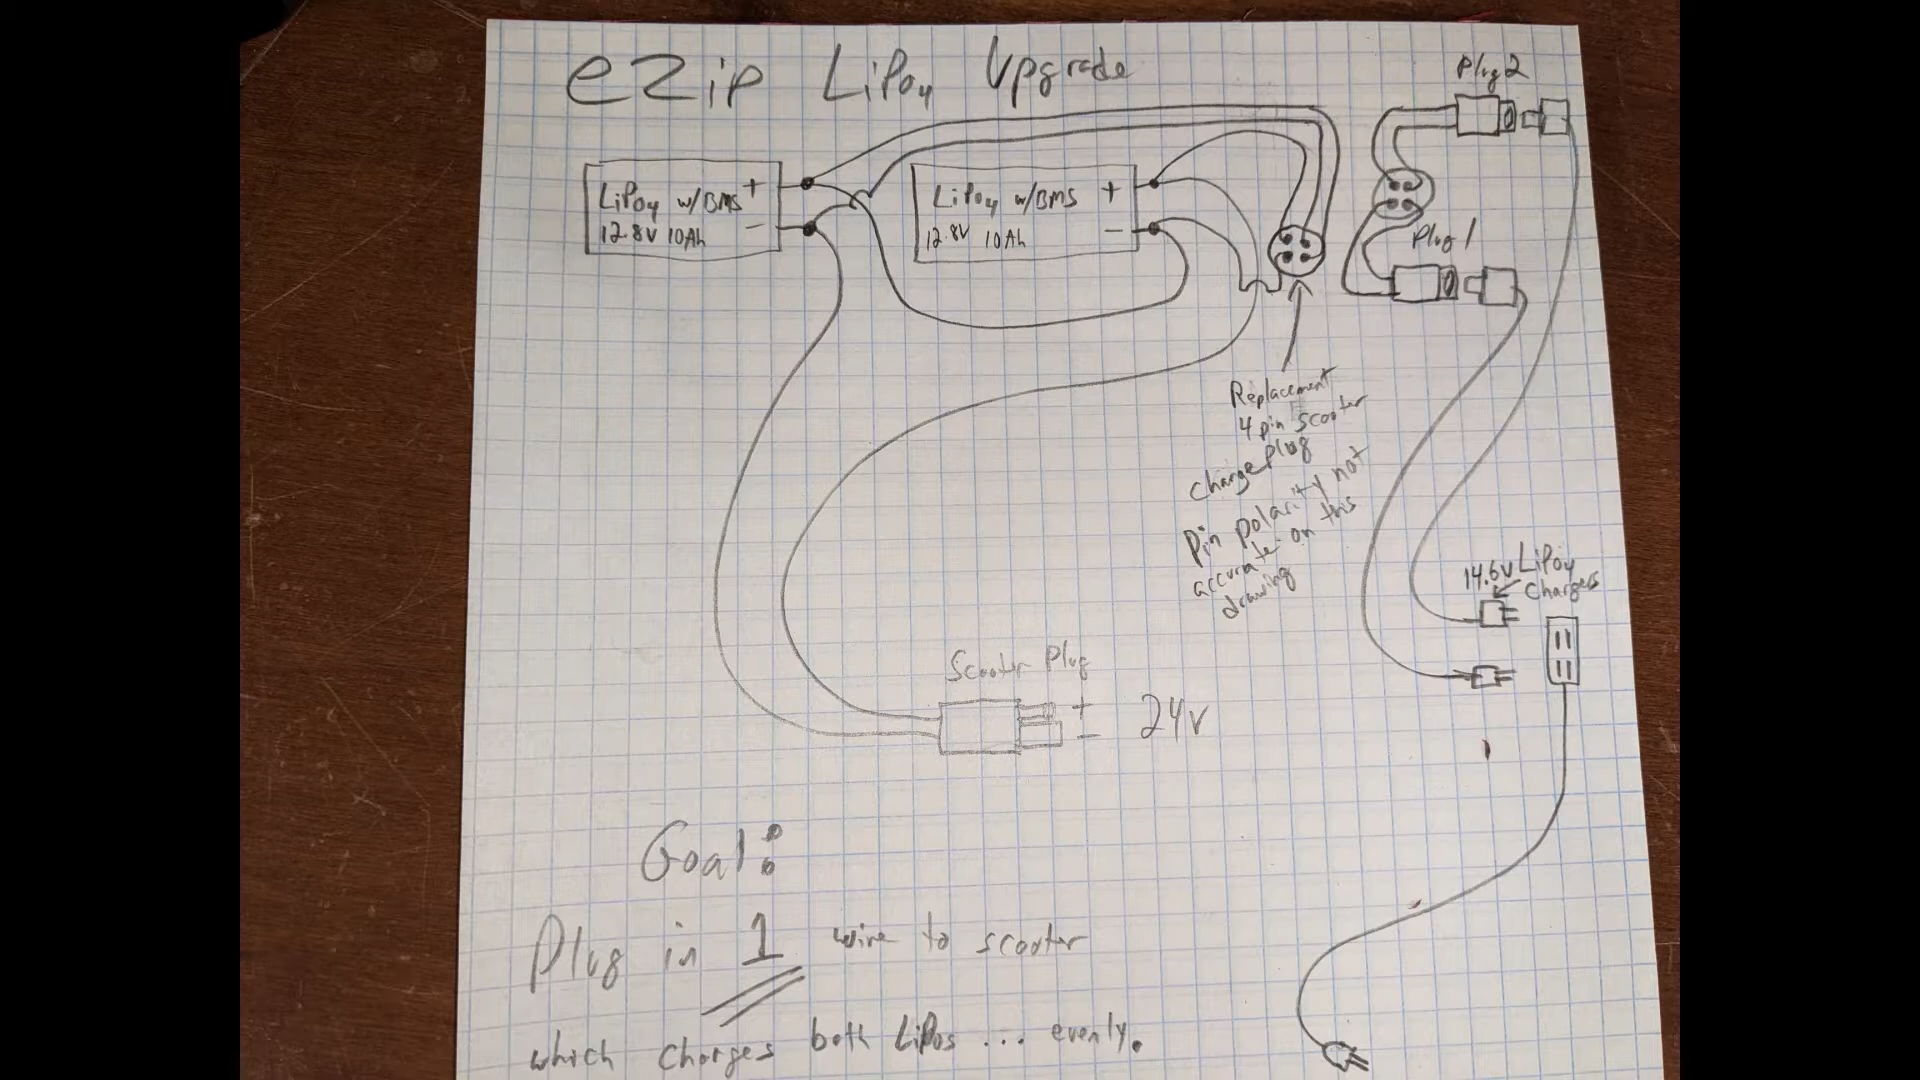 eZip LiPo4 Upgrade
Plug 2
LiPo4 w/BMS +
12.8V 10Ah -
LiPo4 w/BMS +
12.8V 10Ah -
Plug 1
Replacement
4 pin scooter
charge plug
Pin polarity not
accurate on this
drawing
14.6V LiPo4
Chargers
Scooter Plug
+
-
24V
Goal:
Plug in 1 wire to scooter
which charges both LiPos ... evenly.